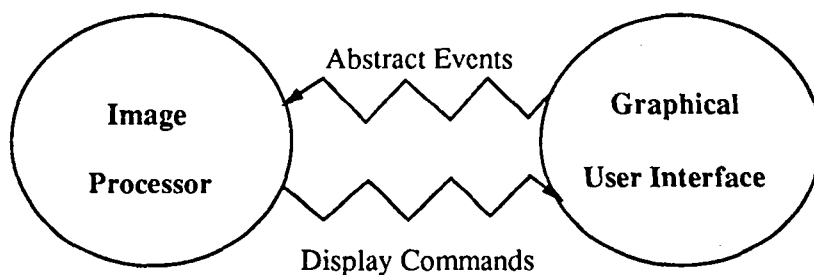 Abstract Events
Image
Processor
Graphical
User Interface
Display Commands